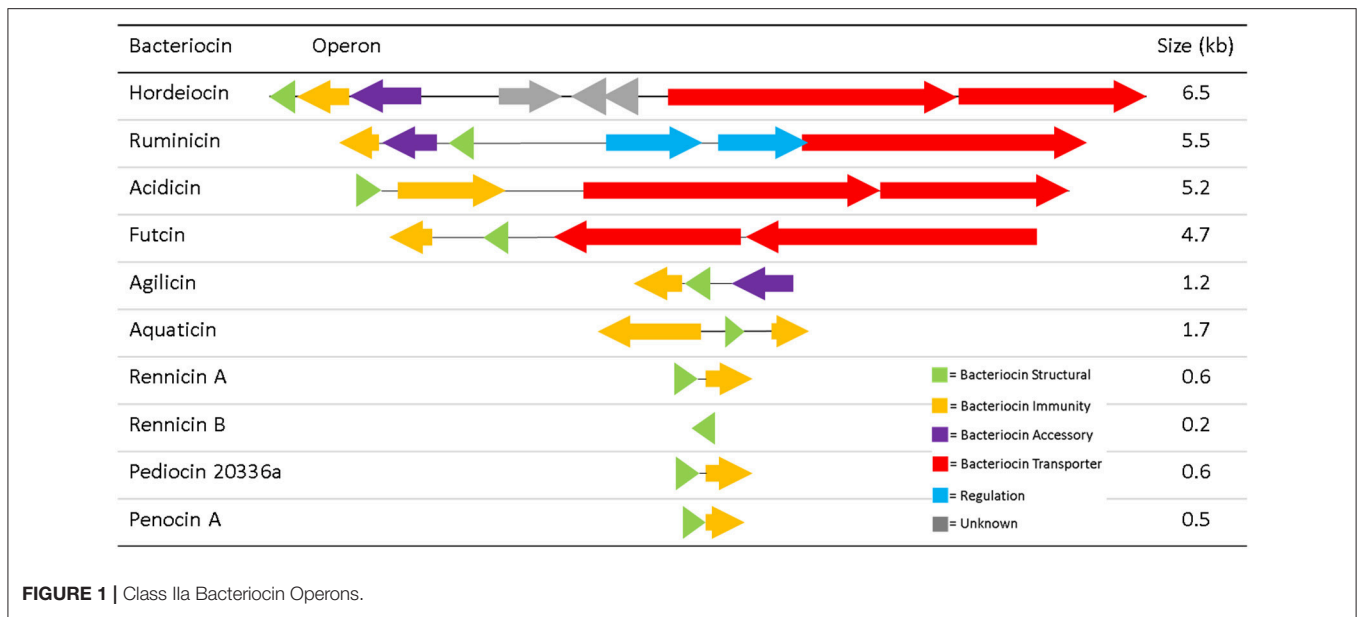 Bacteriocin Operon Size (kb)
Hordeiocin 6.5
Ruminicin 5.5
Acidicin 5.2
Futcin 4.7
Agilicin 1.2
Aquaticin 1.7
Rennicin A 0.6
Rennicin B 0.2
Pediocin 20336a 0.6
Penocin A 0.5
= Bacteriocin Structural
= Bacteriocin Immunity
= Bacteriocin Accessory
= Bacteriocin Transporter
= Regulation
= Unknown
FIGURE 1 | Class IIa Bacteriocin Operons.